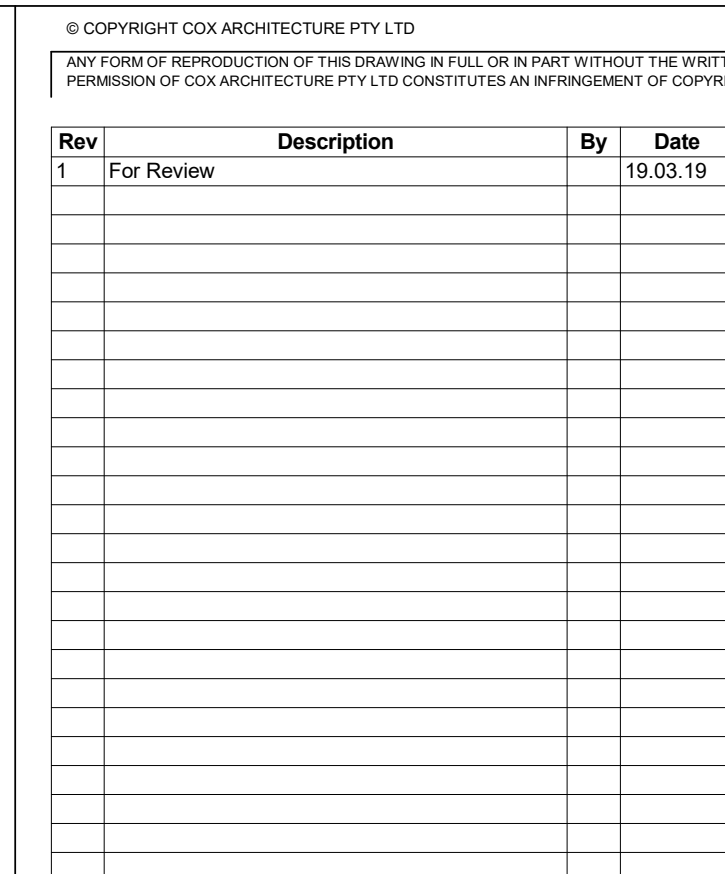 © COPYRIGHT COX ARCHITECTURE PTY LTD
ANY FORM OF REPRODUCTION OF THIS DRAWING IN FULL OR IN PART WITHOUT THE
PERMISSION OF COX ARCHITECTURE PTY LTD CONSTITUTES AN INFRINGEMENT OF
Rev Description By Date
1 For Review 19.03.19